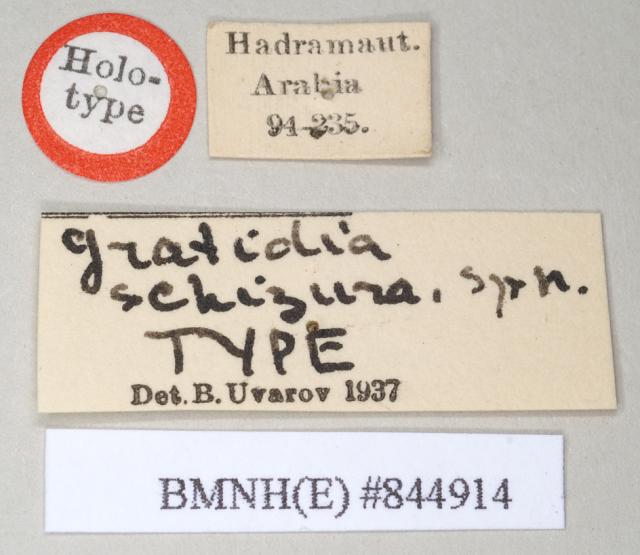 Holo-
type
Hadramaut.
Arabia
94-235.
gratidia
schizura. sp. n.
TYPE
Det. B. Uvarov 1937
BMNH(E) #844914